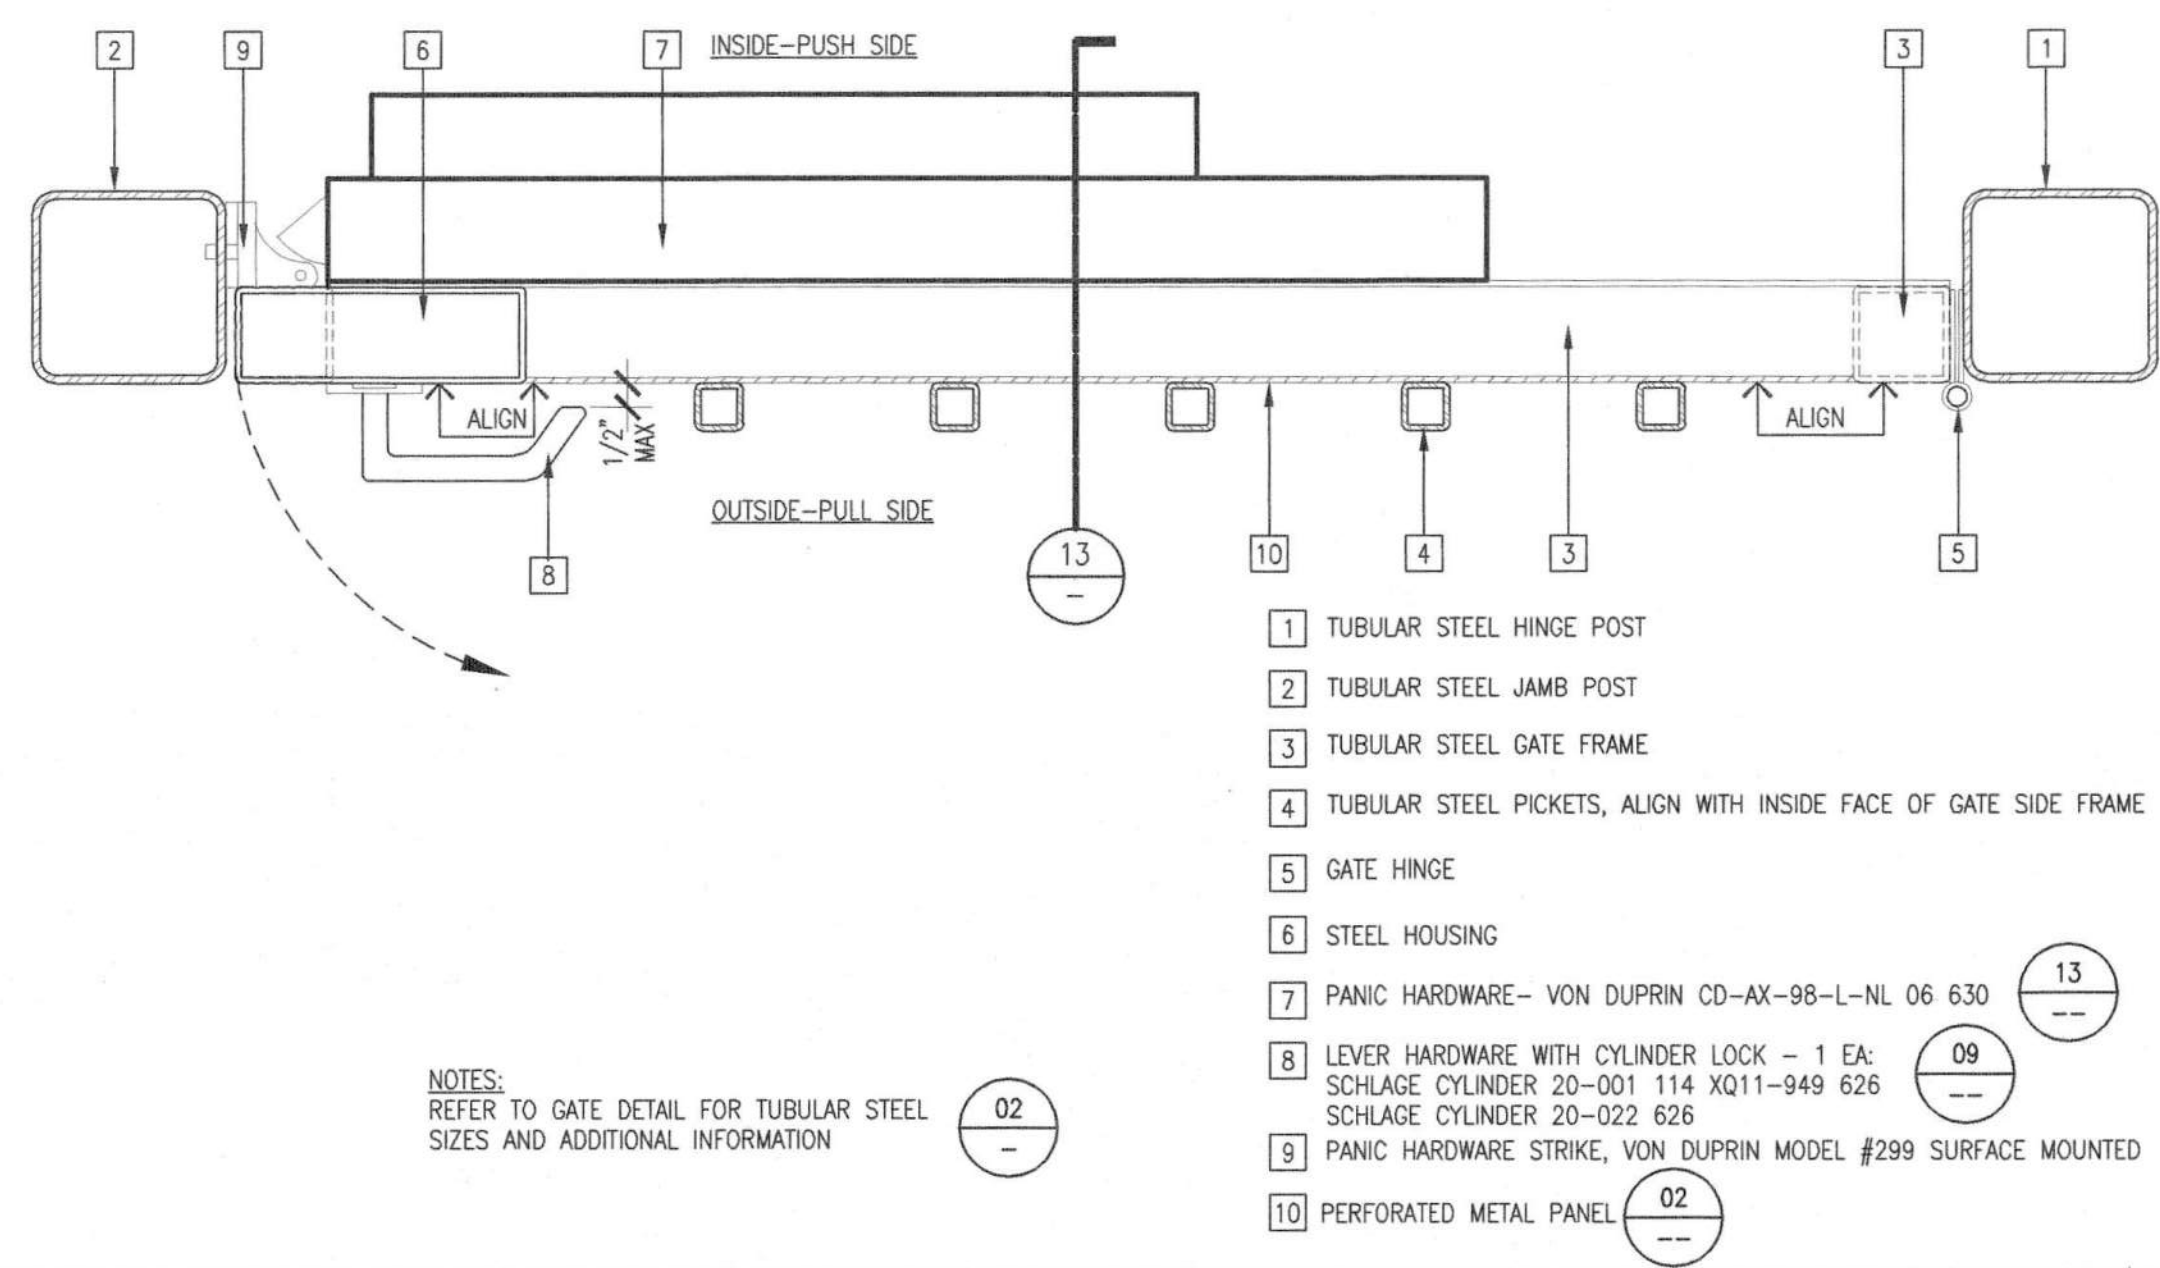 2
9
6
7
INSIDE-PUSH SIDE
3
1
ALIGN
1/2"
MAX
ALIGN
OUTSIDE-PULL SIDE
8
13
-
10
4
3
5
1 TUBULAR STEEL HINGE POST
2 TUBULAR STEEL JAMB POST
3 TUBULAR STEEL GATE FRAME
4 TUBULAR STEEL PICKETS, ALIGN WITH INSIDE FACE OF GATE SIDE FRAME
5 GATE HINGE
6 STEEL HOUSING
7 PANIC HARDWARE- VON DUPRIN CD-AX-98-L-NL 06 630
13
--
8 LEVER HARDWARE WITH CYLINDER LOCK - 1 EA:
SCHLAGE CYLINDER 20-001 114 XQ11-949 626
SCHLAGE CYLINDER 20-022 626
09
--
9 PANIC HARDWARE STRIKE, VON DUPRIN MODEL #299 SURFACE MOUNTED
10 PERFORATED METAL PANEL
02
--
NOTES:
REFER TO GATE DETAIL FOR TUBULAR STEEL
SIZES AND ADDITIONAL INFORMATION
02
-